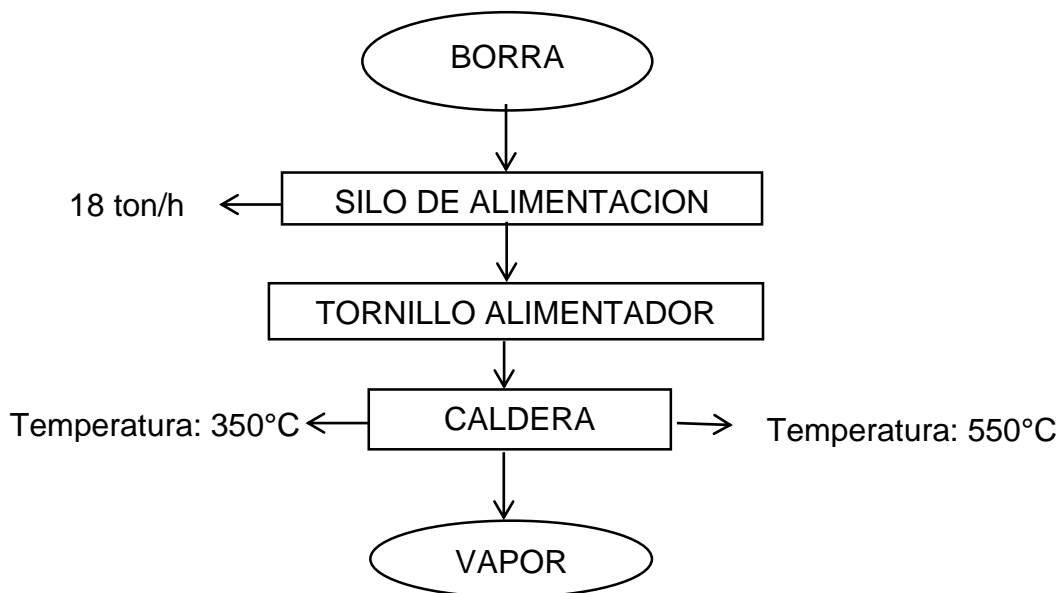 BORRA
18 ton/h
SILO DE ALIMENTACION
TORNILLO ALIMENTADOR
Temperatura: 350°C
CALDERA
Temperatura: 550°C
VAPOR